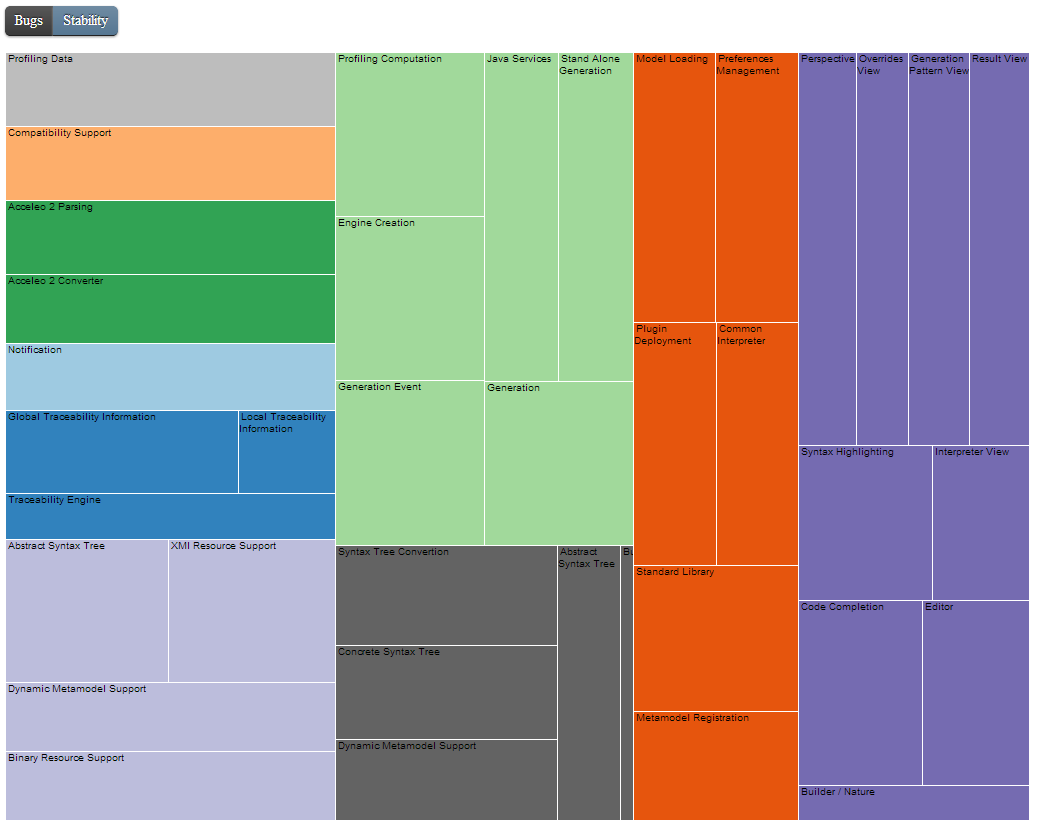 Bugs
Stability
Profiling Data
Compatibility Support
Acceleo 2 Parsing
Acceleo 2 Converter
Notification
Global Traceability Information
Local Traceability
Information
Traceability Engine
Abstract Syntax Tree
XMI Resource Support
Dynamic Metamodel Support
Binary Resource Support
Profiling Computation
Java Services
Stand Alone
Generation
Engine Creation
Generation Event
Generation
Syntax Tree Convertion
Abstract
Syntax Tree
Concrete Syntax Tree
Dynamic Metamodel Support
Model Loading
Preferences
Management
Plugin
Deployment
Common
Interpreter
Standard Library
Metamodel Registration
Perspective
Overrides
View
Generation
Pattern View
Result View
Syntax Highlighting
Interpreter View
Code Completion
Editor
Builder / Nature